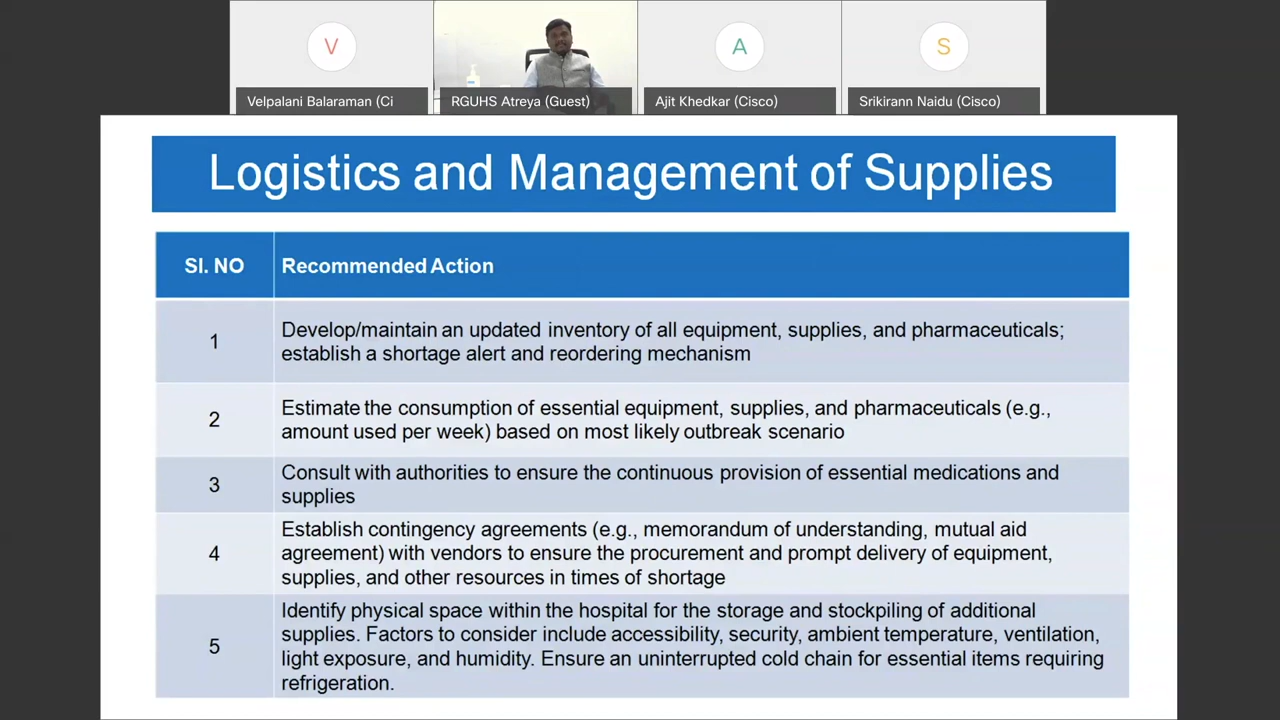 V
A
S
Velpalani Balaraman (Ci
RGUHS Atreya (Guest)
Ajit Khedkar (Cisco)
Srikirann Naidu (Cisco)
Logistics and Management of Supplies
Sl. NO
Recommended Action
1
Develop/maintain an updated inventory of all equipment, supplies, and pharmaceuticals;
establish a shortage alert and reordering mechanism
2
Estimate the consumption of essential equipment, supplies, and pharmaceuticals (e.g.,
amount used per week) based on most likely outbreak scenario
3
Consult with authorities to ensure the continuous provision of essential medications and
supplies
4
Establish contingency agreements (e.g., memorandum of understanding, mutual aid
agreement) with vendors to ensure the procurement and prompt delivery of equipment,
supplies, and other resources in times of shortage
5
Identify physical space within the hospital for the storage and stockpiling of additional
supplies. Factors to consider include accessibility, security, ambient temperature, ventilation,
light exposure, and humidity. Ensure an uninterrupted cold chain for essential items requiring
refrigeration.